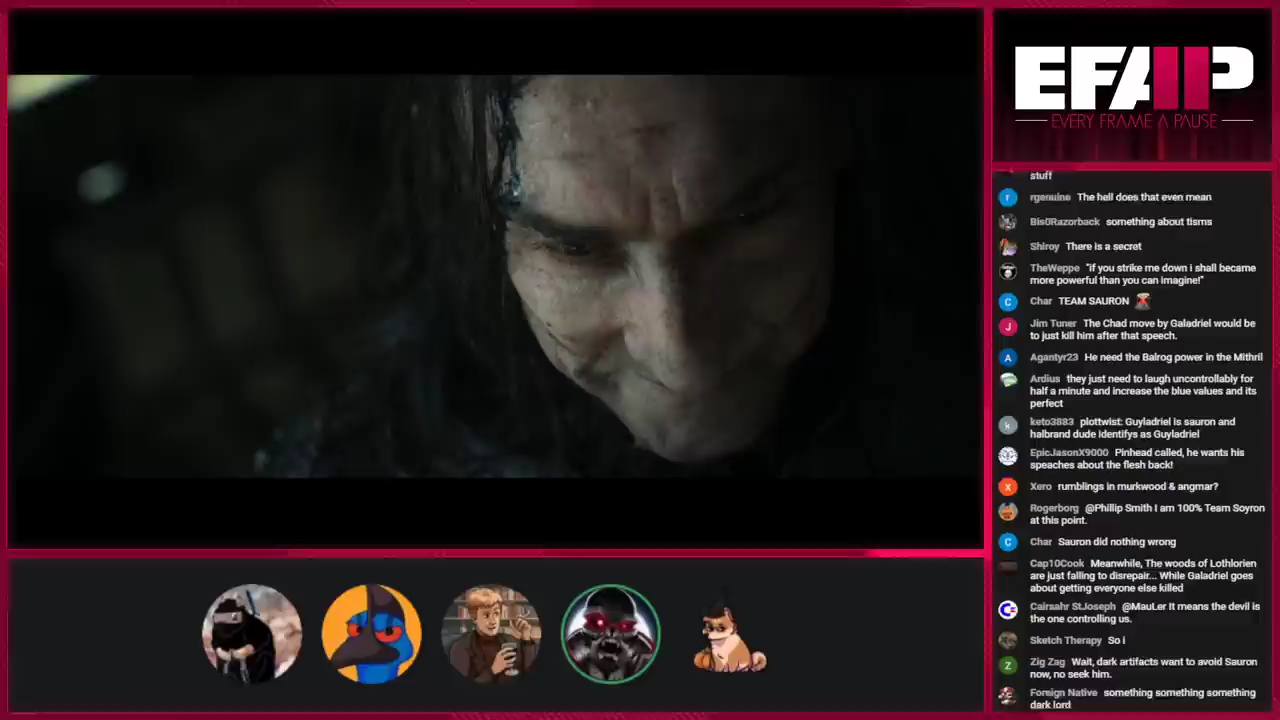 EFAP
EVERY FRAME A PAUSE
stuff
r
rgenuine The hell does that even mean
Bis0Razorback something about tisms
Shiroy There is a secret
TheWeppe "if you strike me down i shall became
more powerful than you can imagine!"
C
Char TEAM SAURON
J
Jim Tuner The Chad move by Galadriel would be
to just kill him after that speech.
A
Agantyr23 He need the Balrog power in the Mithril
Ardius they just need to laugh uncontrollably for
half a minute and increase the blue values and its
perfect
k
keto3883 plottwist: Guyladriel is sauron and
halbrand dude identifys as Guyladriel
EpicJasonX9000 Pinhead called, he wants his
speaches about the flesh back!
X
Xero rumblings in murkwood & angmar?
Rogerborg @Phillip Smith I am 100% Team Soyron
at this point.
C
Char Sauron did nothing wrong
Cap10Cook Meanwhile, The woods of Lothlorien
are just falling to disrepair... While Galadriel goes
about getting everyone else killed
Cairsahr StJoseph @MauLer It means the devil is
the one controlling us.
Sketch Therapy So i
Z
Zig Zag Wait, dark artifacts want to avoid Sauron
now, no seek him.
Foreign Native something something something
dark lord